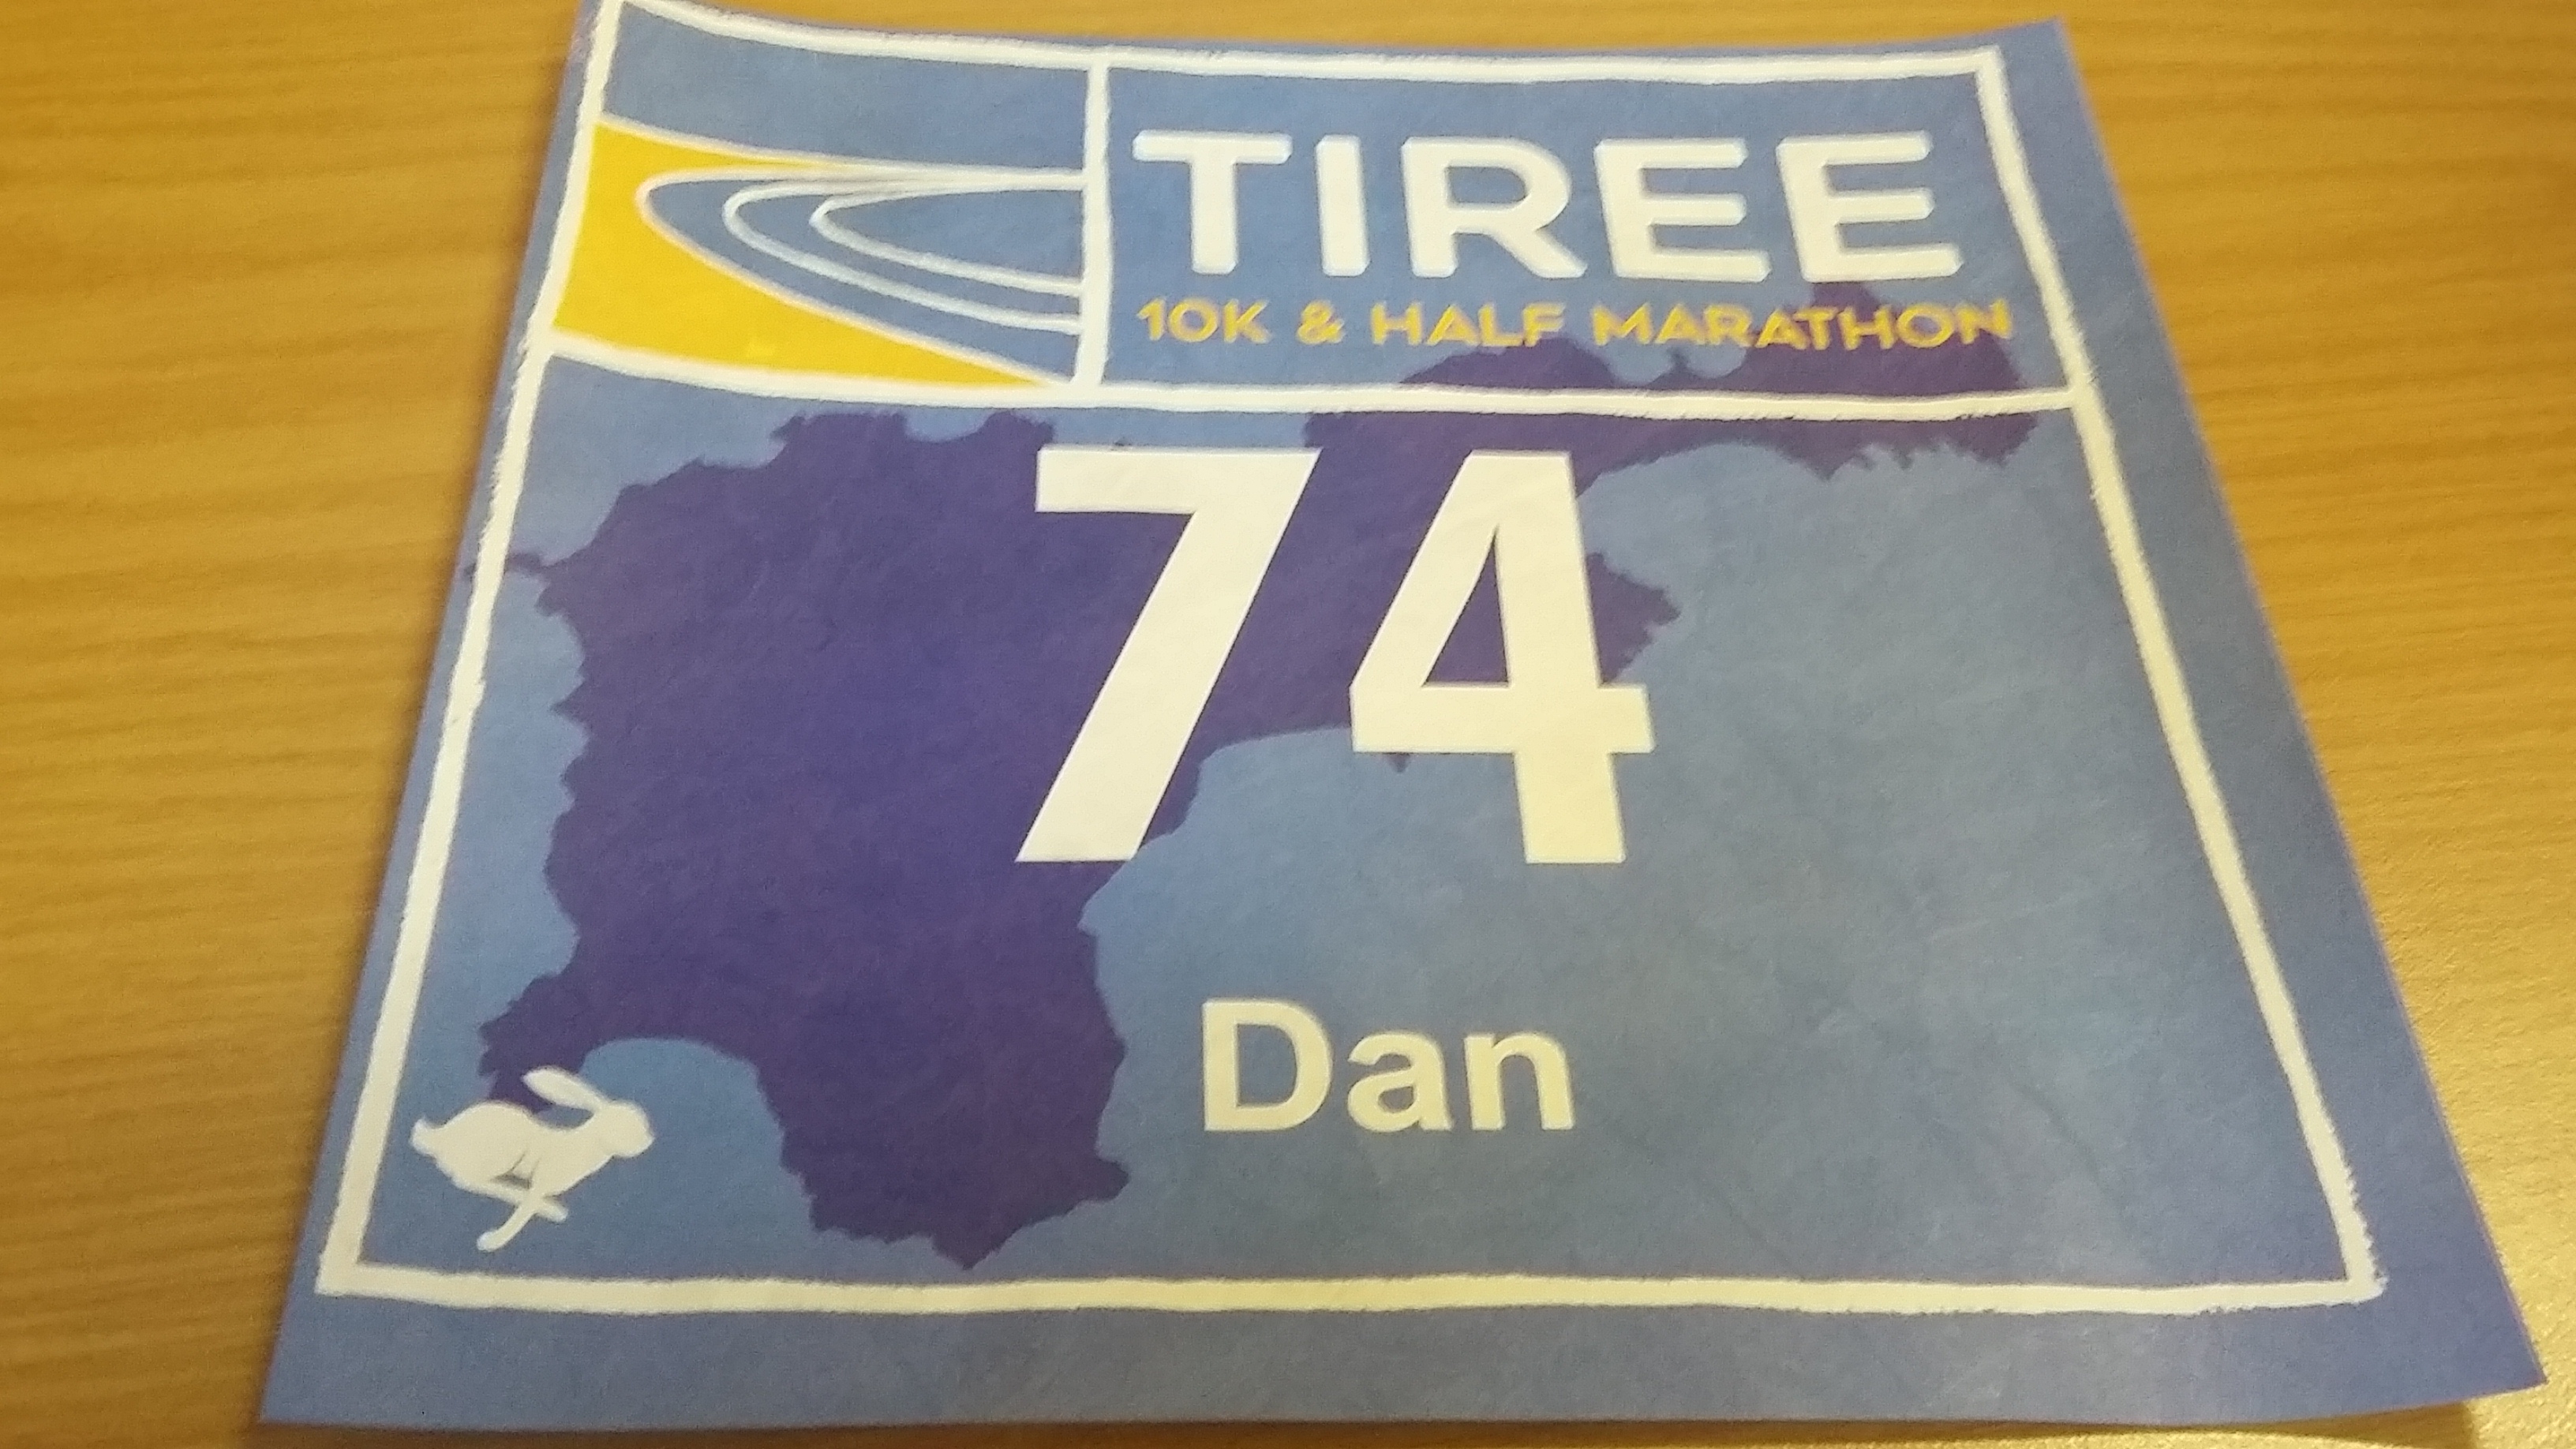 TIREE
10K & HALF MARATHON
74
Dan